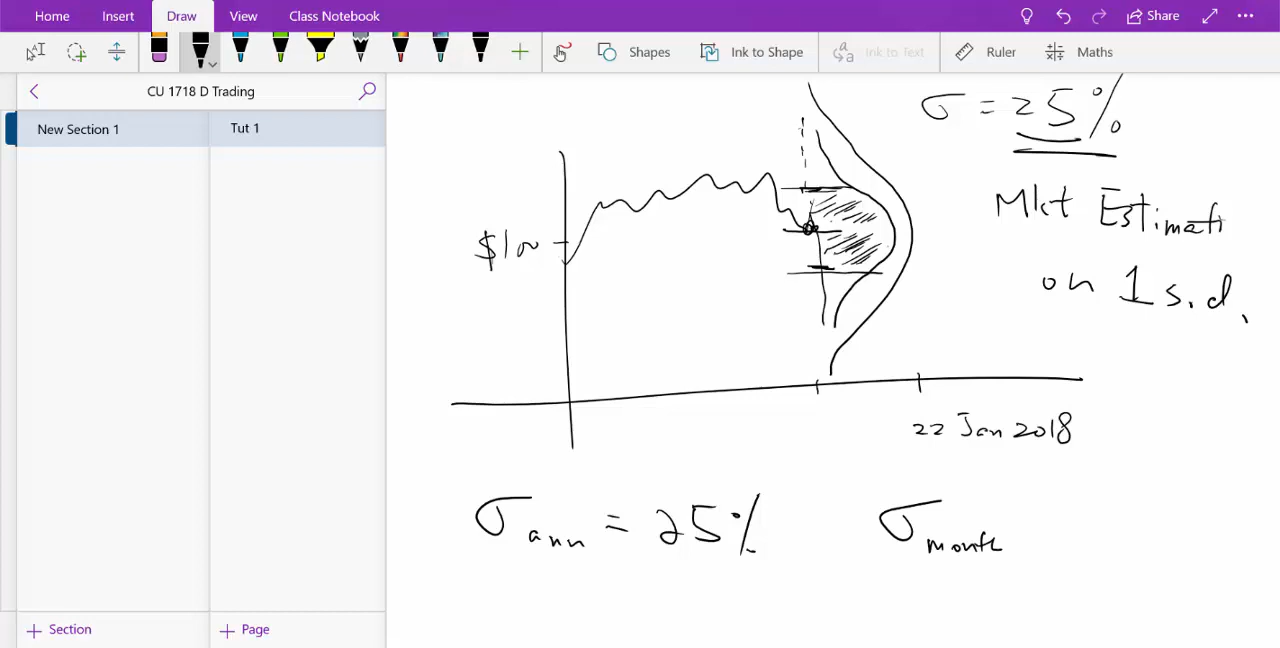 Home Insert Draw View Class Notebook Share
Shapes Ink to Shape Ink to Text Ruler Maths
CU 1718 D Trading
New Section 1 Tut 1
σ = 25%
Mkt Estimati
on 1 s.d.
$100
22 Jan 2018
σ ann = 25% σ month
Section Page